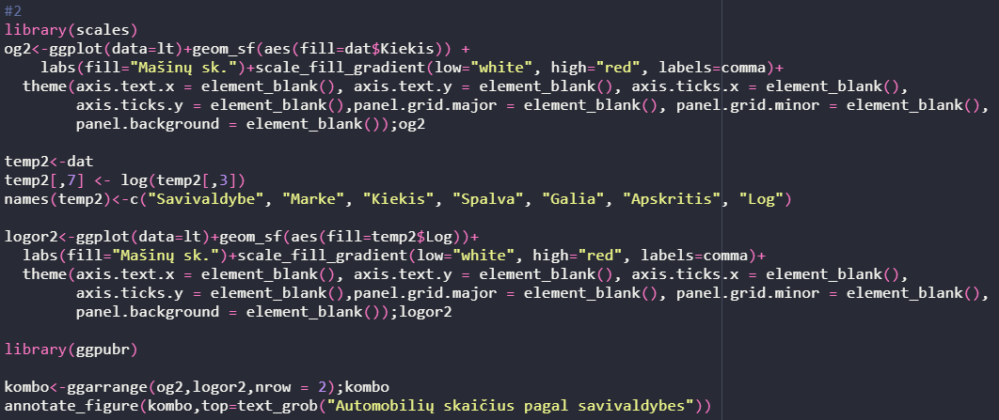 #2
library(scales)
og2<-ggplot(data=lt)+geom_sf(aes(fill=dat$Kiekis)) +
    labs(fill="Mašinų sk.")+scale_fill_gradient(low="white", high="red", labels=comma)+
  theme(axis.text.x = element_blank(), axis.text.y = element_blank(), axis.ticks.x = element_blank(),
        axis.ticks.y = element_blank(),panel.grid.major = element_blank(), panel.grid.minor = element_blank(),
        panel.background = element_blank());og2

temp2<-dat
temp2[,7] <- log(temp2[,3])
names(temp2)<-c("Savivaldybe", "Marke", "Kiekis", "Spalva", "Galia", "Apskritis", "Log")

logor2<-ggplot(data=lt)+geom_sf(aes(fill=temp2$Log))+
  labs(fill="Mašinų sk.")+scale_fill_gradient(low="white", high="red", labels=comma)+
  theme(axis.text.x = element_blank(), axis.text.y = element_blank(), axis.ticks.x = element_blank(),
        axis.ticks.y = element_blank(),panel.grid.major = element_blank(), panel.grid.minor = element_blank(),
        panel.background = element_blank());logor2

library(ggpubr)

kombo<-ggarrange(og2,logor2,nrow = 2);kombo
annotate_figure(kombo,top=text_grob("Automobilių skaičius pagal savivaldybes"))